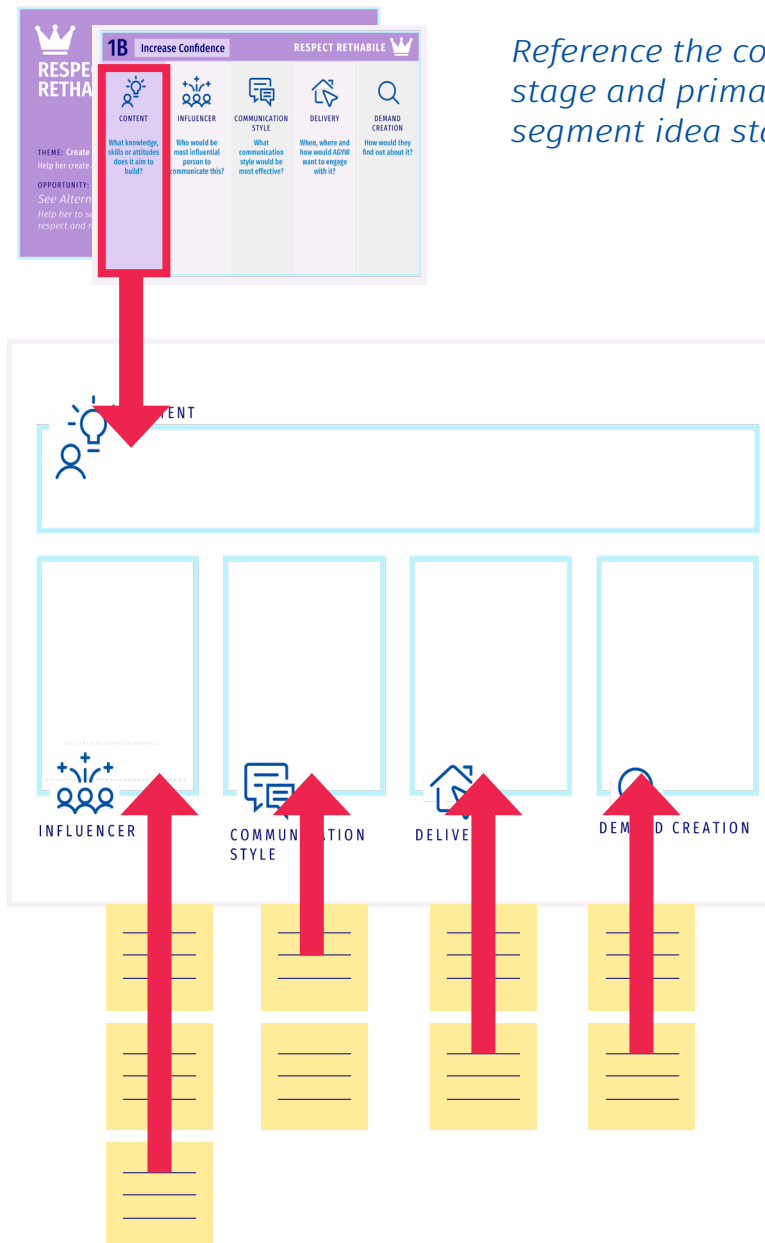 RESPE
RETHA
THEME: Create
Help her create
OPPORTUNITY:
See Altern
Help her to se
respect and m
1B Increase Confidence RESPECT RETHABILE
CONTENT
What knowledge,
skills or attitudes
does it aim to
build?
INFLUENCER
Who would be
most influential
person to
communicate this?
COMMUNICATION
STYLE
What
communication
style would be
most effective?
DELIVERY
When, where and
how would AGYW
want to engage
with it?
DEMAND
CREATION
How would they
find out about it?
Reference the co
stage and prima
segment idea sta
TENT
INFLUENCER
COMMUN CATION
STYLE
DELIVE
DEM D CREATION